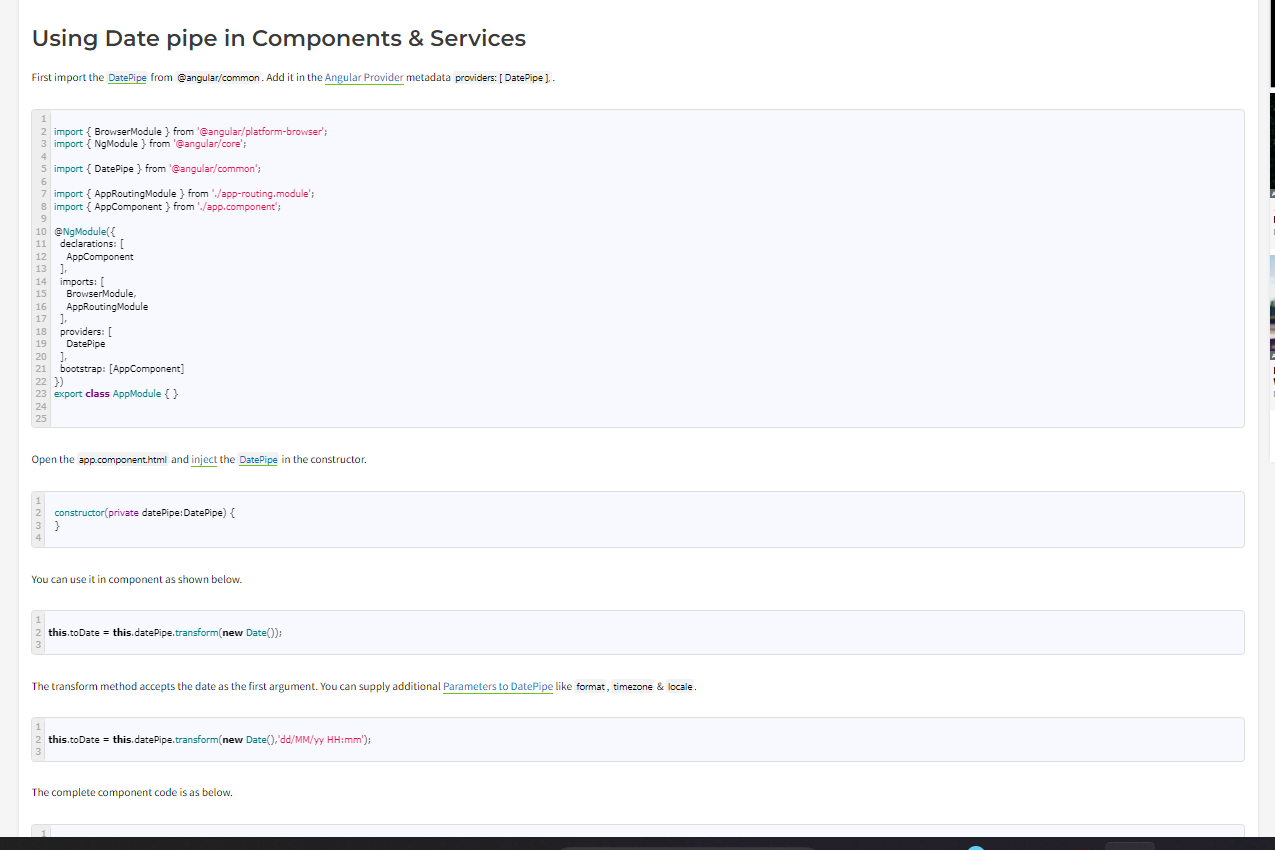 Using Date pipe in Components & Services
First import the DatePipe from @angular/common. Add it in the Angular Provider metadata providers: [ DatePipe ],.
1
2 import { BrowserModule } from '@angular/platform-browser';
3 import { NgModule } from '@angular/core';
4
5 import { DatePipe } from '@angular/common';
6
7 import { AppRoutingModule } from './app-routing.module';
8 import { AppComponent } from './app.component';
9
10 @NgModule({
11 declarations: [
12 AppComponent
13 ],
14 imports: [
15 BrowserModule,
16 AppRoutingModule
17 ],
18 providers: [
19 DatePipe
20 ],
21 bootstrap: [AppComponent]
22 })
23 export class AppModule { }
24
25
Open the app.component.html and inject the DatePipe in the constructor.
1
2 constructor(private datePipe:DatePipe) {
3 }
4
You can use it in component as shown below.
1
2 this.toDate = this.datePipe.transform(new Date());
3
The transform method accepts the date as the first argument. You can supply additional Parameters to DatePipe like format, timezone & locale.
1
2 this.toDate = this.datePipe.transform(new Date(),'dd/MM/yy HH:mm');
3
The complete component code is as below.
1